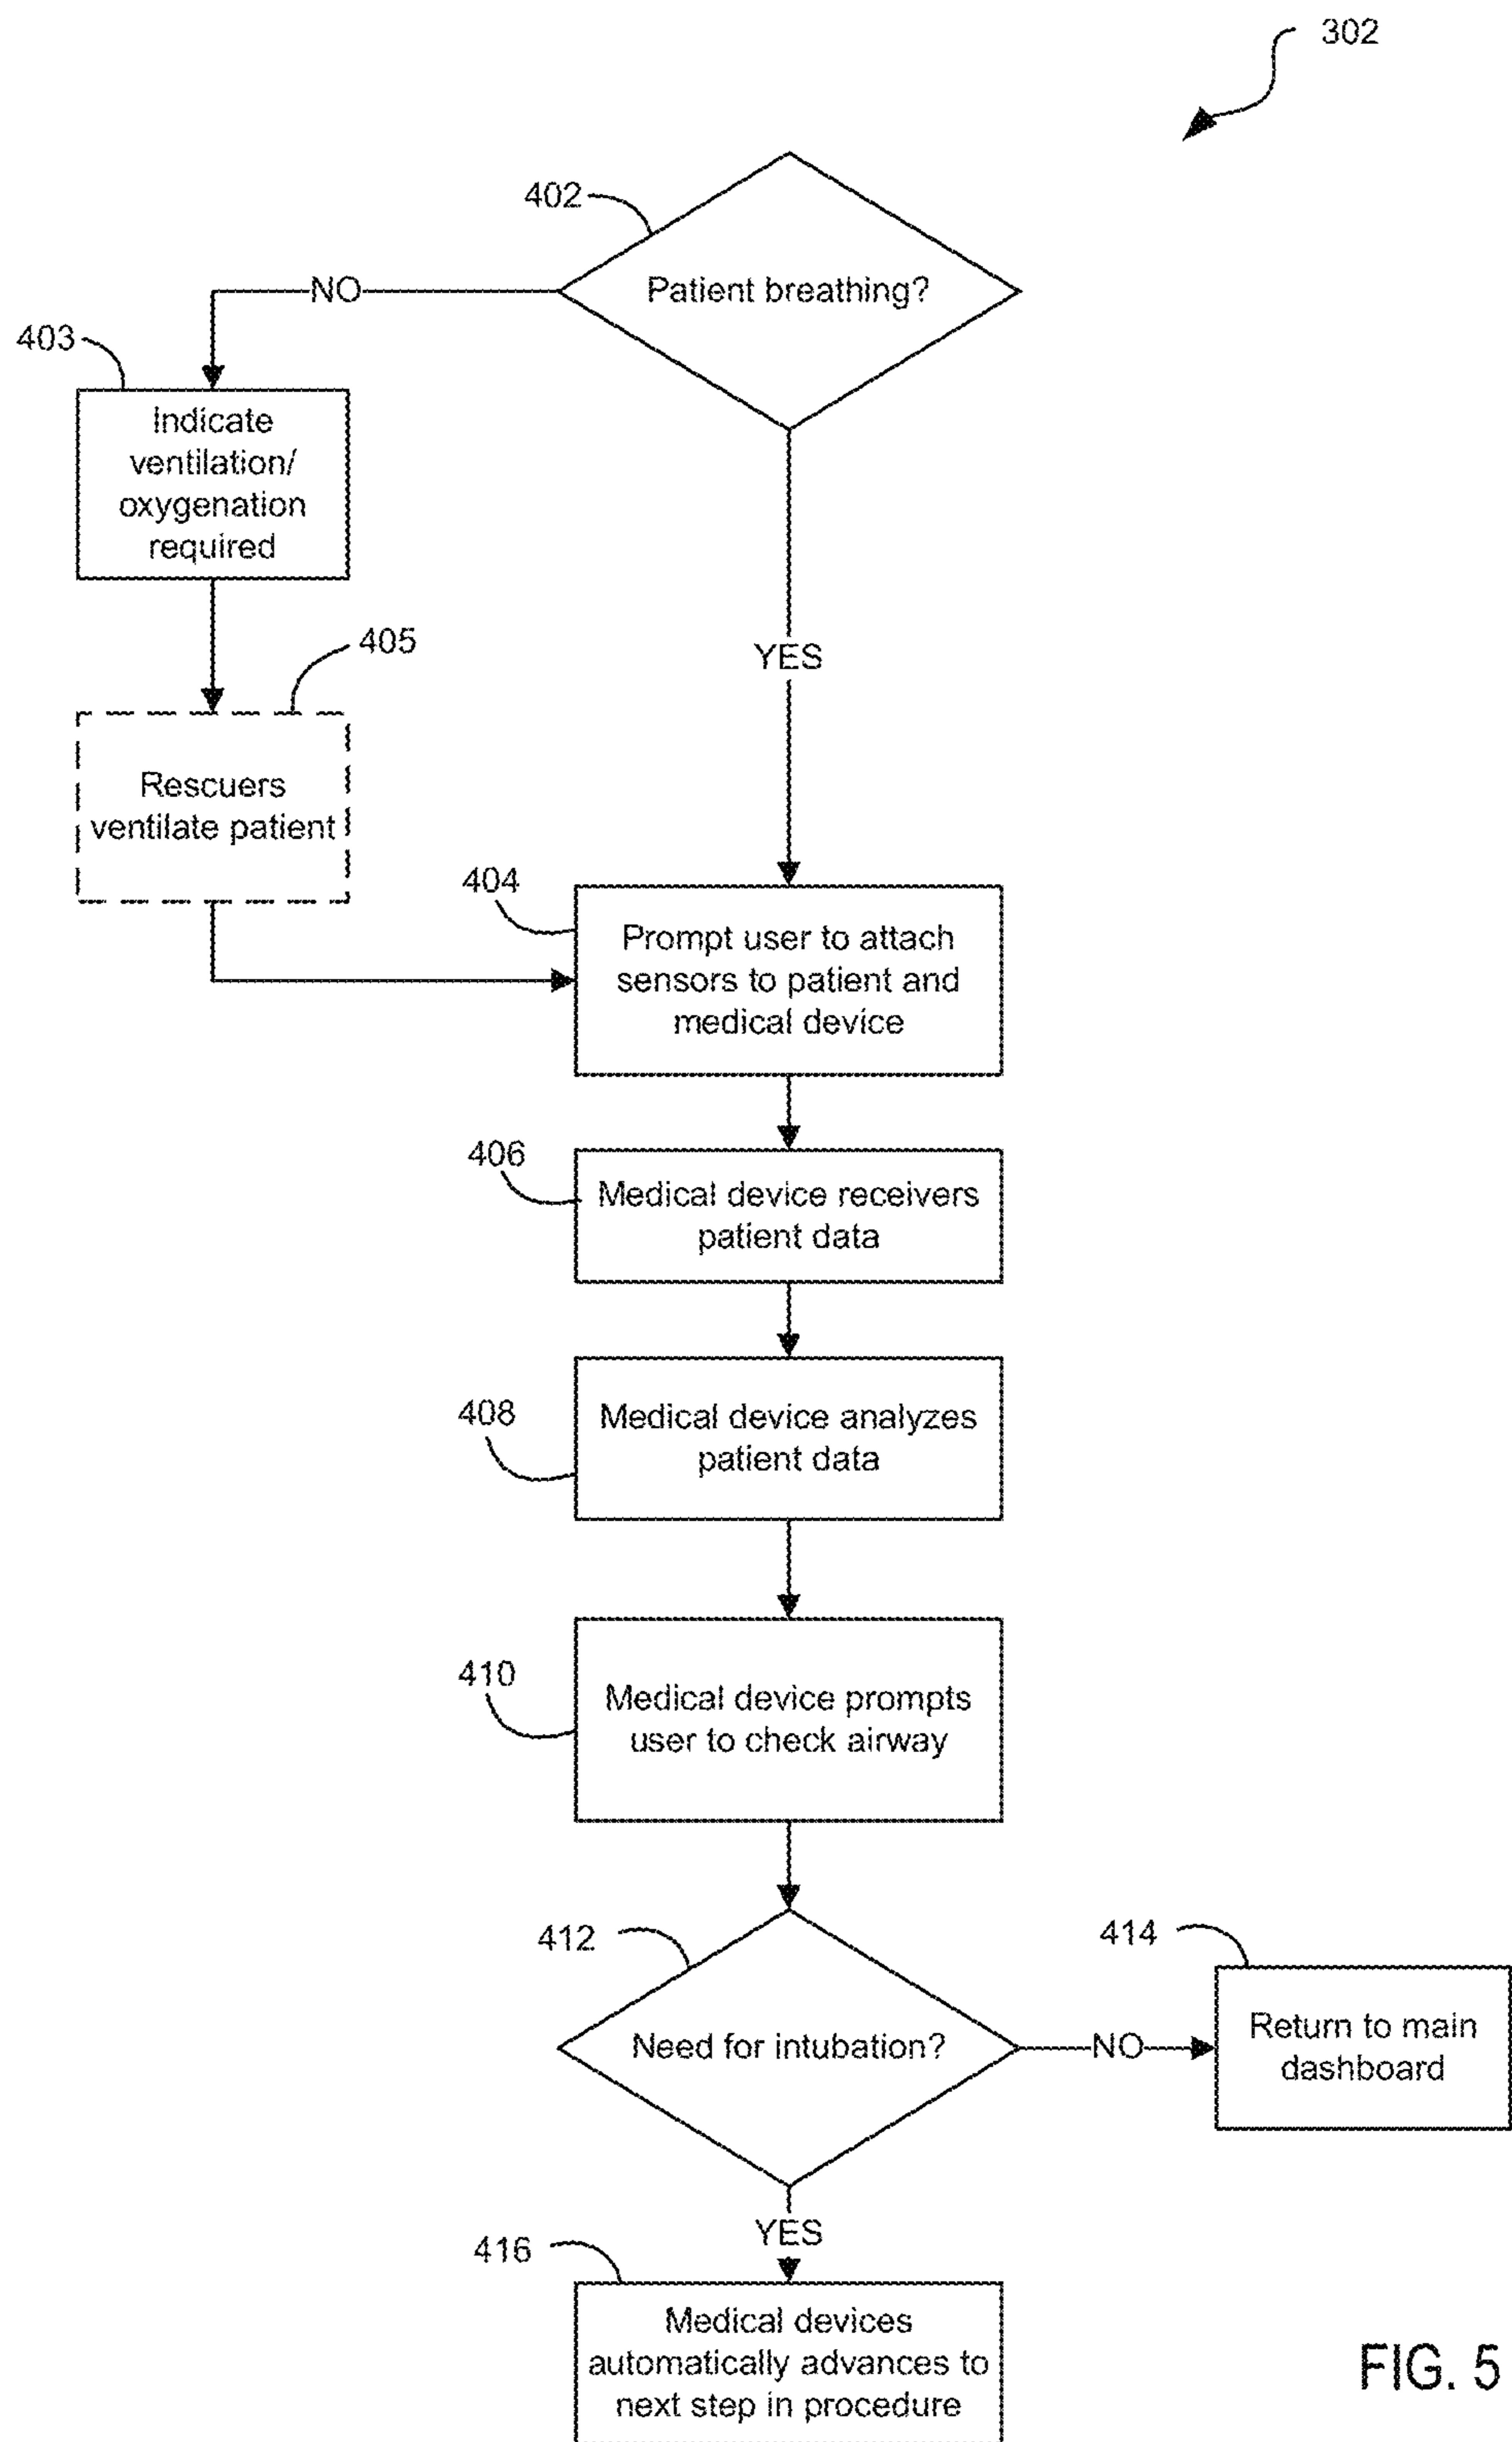 302
402
Patient breathing?
NO
403
Indicate
ventilation/
oxygenation
required
405
YES
Rescuers
ventilate patient
404
Prompt user to attach
sensors to patient and
medical device
406
Medical device receivers
patient data
408
Medical device analyzes
patient data
410
Medical device prompts
user to check airway
412
Need for intubation?
NO
414
Return to main
dashboard
YES
416
Medical devices
automatically advances to
next step in procedure
FIG. 5